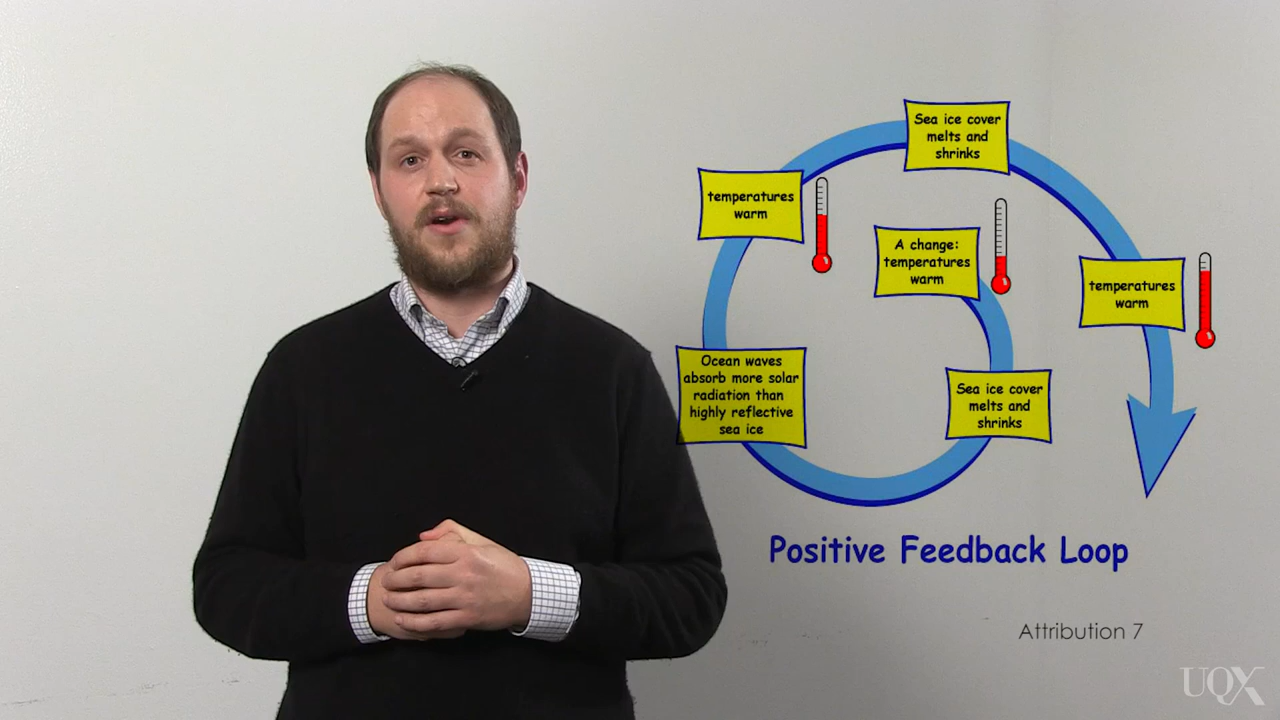 A change:
temperatures
warm
Sea ice cover
melts and
shrinks
Ocean waves
absorb more solar
radiation than
highly reflective
sea ice
temperatures
warm
Sea ice cover
melts and
shrinks
temperatures
warm
Positive Feedback Loop
Attribution 7
UQX